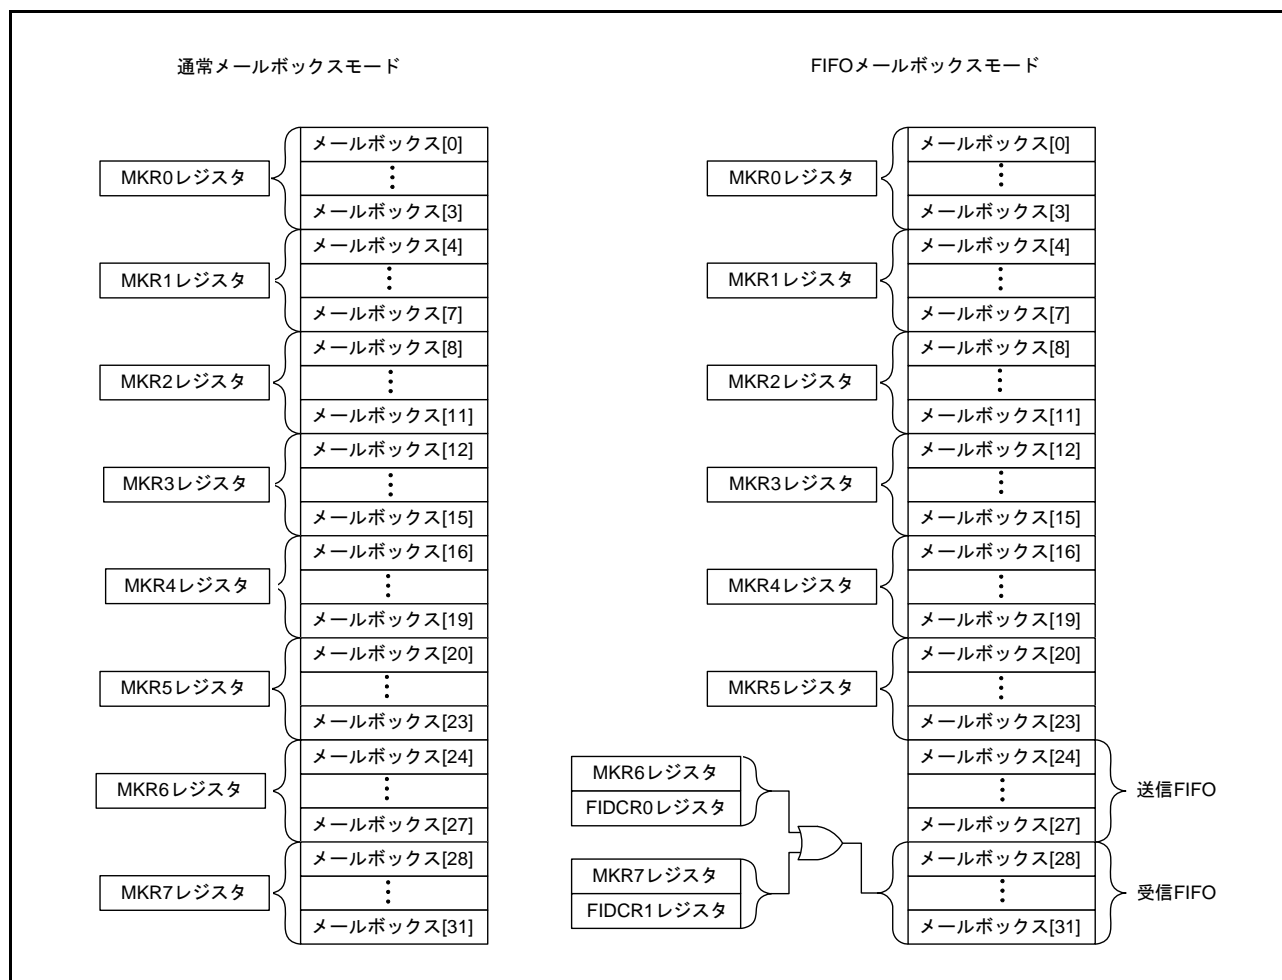 通常メールボックスモード
メールボックス[0]
MKR0レジスタ
メールボックス[3]
メールボックス[4]
MKR1レジスタ
メールボックス[7]
メールボックス[8]
MKR2レジスタ
メールボックス[11]
メールボックス[12]
MKR3レジスタ
メールボックス[15]
メールボックス[16]
MKR4レジスタ
メールボックス[19]
メールボックス[20]
MKR5レジスタ
メールボックス[23]
メールボックス[24]
MKR6レジスタ
メールボックス[27]
メールボックス[28]
MKR7レジスタ
メールボックス[31]
FIFOメールボックスモード
メールボックス[0]
MKR0レジスタ
メールボックス[3]
メールボックス[4]
MKR1レジスタ
メールボックス[7]
メールボックス[8]
MKR2レジスタ
メールボックス[11]
メールボックス[12]
MKR3レジスタ
メールボックス[15]
メールボックス[16]
MKR4レジスタ
メールボックス[19]
メールボックス[20]
MKR5レジスタ
メールボックス[23]
メールボックス[24]
MKR6レジスタ
送信FIFO
FIDCR0レジスタ
メールボックス[27]
メールボックス[28]
MKR7レジスタ
受信FIFO
FIDCR1レジスタ
メールボックス[31]